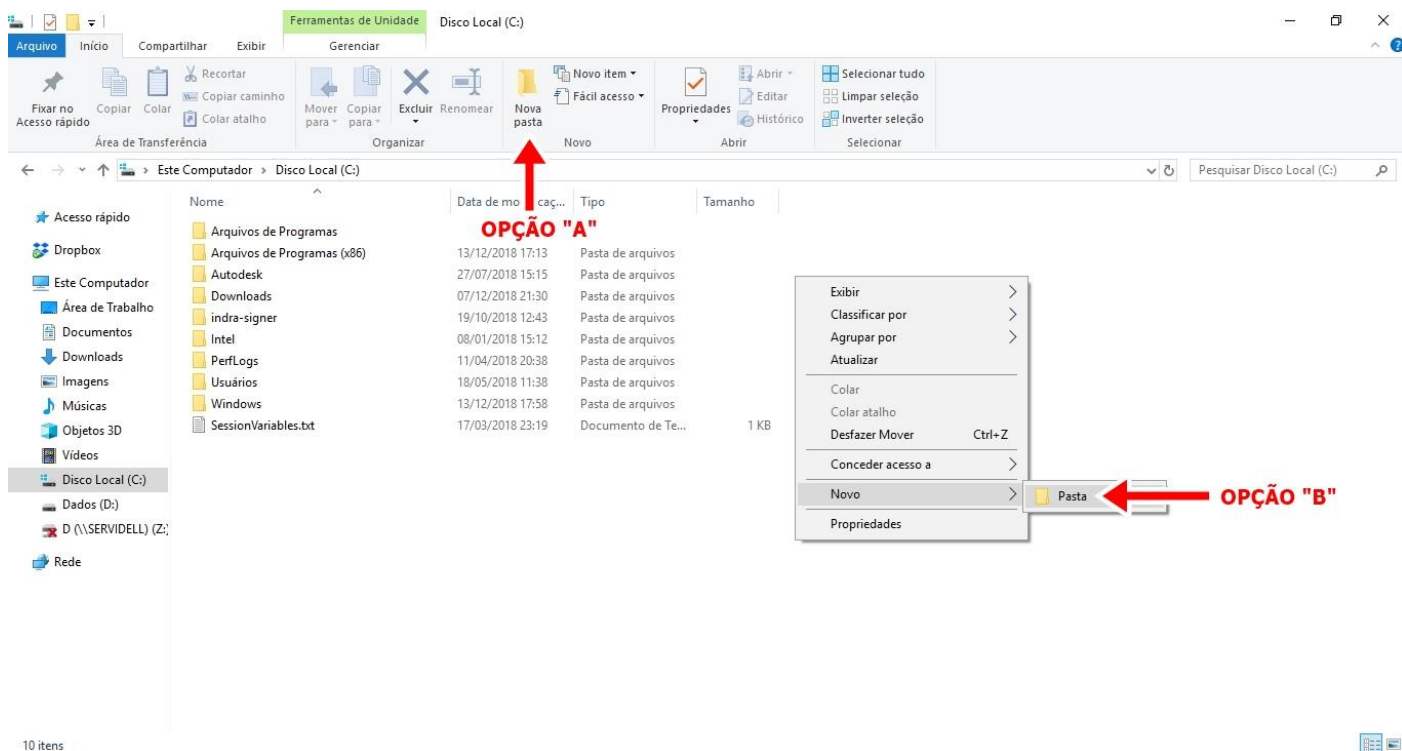 Ferramentas de Unidade
Disco Local (C:)
Arquivo
Início
Compartilhar
Exibir
Gerenciar
Fixar no
Acesso rápido
Copiar
Colar
Recortar
Copiar caminho
Colar atalho
Área de Transferência
Mover
para
Copiar
para
Excluir
Renomear
Organizar
Nova
pasta
Novo item
Fácil acesso
Novo
Propriedades
Abrir
Editar
Histórico
Abrir
Selecionar tudo
Limpar seleção
Inverter seleção
Selecionar
> Este Computador > Disco Local (C:)
Pesquisar Disco Local (C:)
Acesso rápido
Dropbox
Este Computador
Área de Trabalho
Documentos
Downloads
Imagens
Músicas
Objetos 3D
Vídeos
Disco Local (C:)
Dados (D:)
D (\\SERVIDELL) (Z:)
Rede
Nome
Data de mo caç...
Tipo
Tamanho
OPÇÃO "A"
Arquivos de Programas
Arquivos de Programas (x86) 13/12/2018 17:13 Pasta de arquivos
Autodesk 27/07/2018 15:15 Pasta de arquivos
Downloads 07/12/2018 21:30 Pasta de arquivos
indra-signer 19/10/2018 12:43 Pasta de arquivos
Intel 08/01/2018 15:12 Pasta de arquivos
PerfLogs 11/04/2018 20:38 Pasta de arquivos
Usuários 18/05/2018 11:38 Pasta de arquivos
Windows 13/12/2018 17:58 Pasta de arquivos
SessionVariables.txt 17/03/2018 23:19 Documento de Te... 1 KB
Exibir
Classificar por
Agrupar por
Atualizar
Colar
Colar atalho
Desfazer Mover Ctrl+Z
Conceder acesso a
Novo
Propriedades
Pasta
OPÇÃO "B"
10 itens